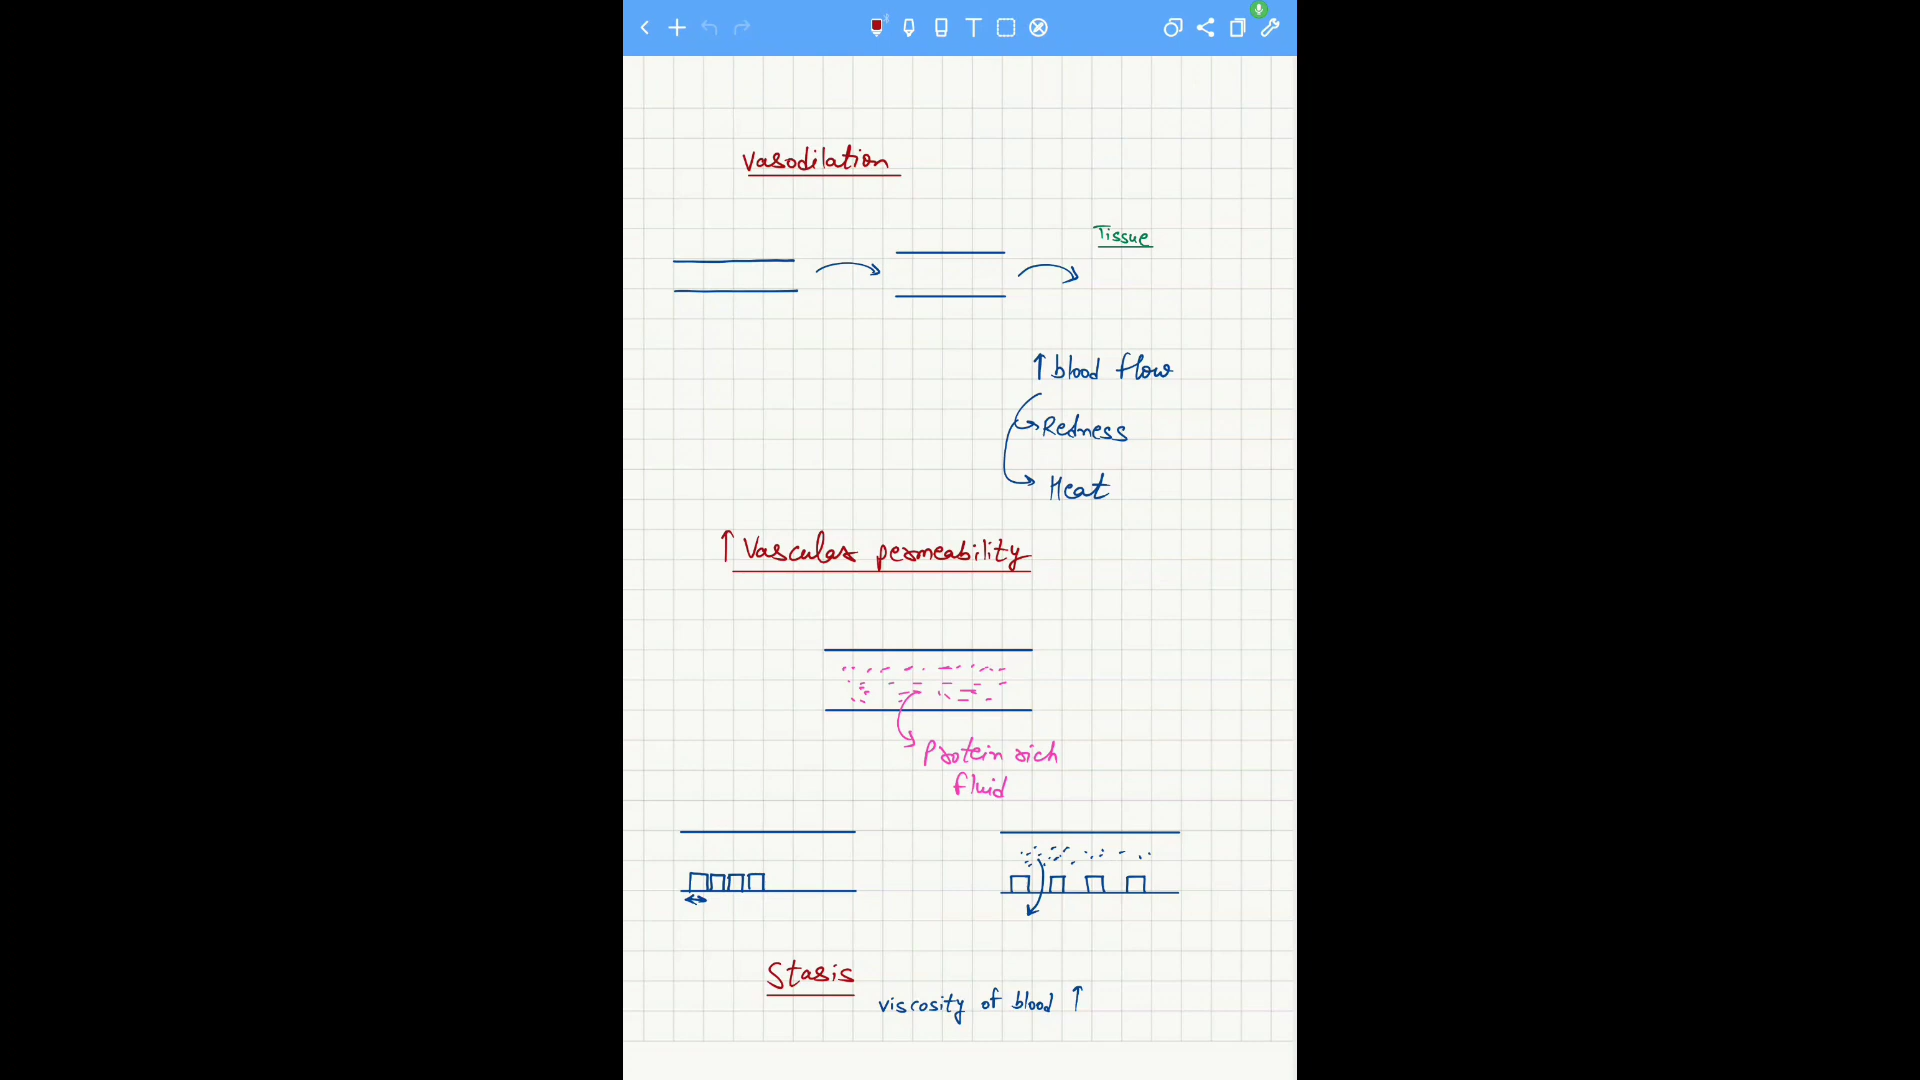 Vasodilation
Tissue
↑ blood flow
Redness
Heat
↑ Vascular permeability
Protein rich
fluid
Stasis
viscosity of blood ↑